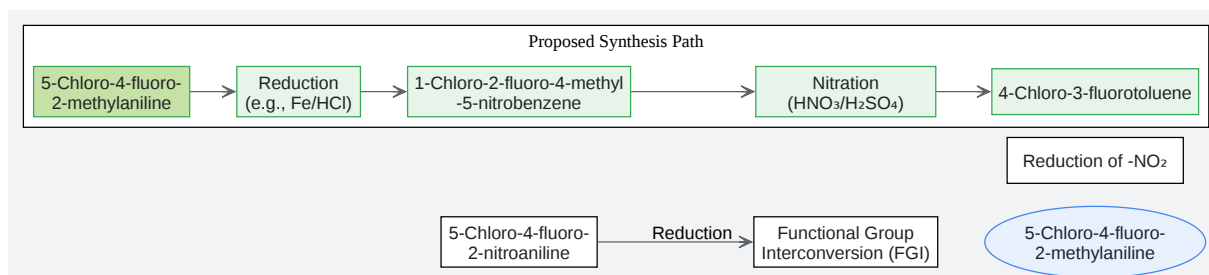 Proposed Synthesis Path
5-Chloro-4-fluoro-
2-methylaniline
Reduction
(e.g., Fe/HCl)
1-Chloro-2-fluoro-4-methyl
-5-nitrobenzene
Nitration
(HNO₃/H₂SO₄)
4-Chloro-3-fluorotoluene
Reduction of -NO₂
5-Chloro-4-fluoro-
2-nitroaniline
Reduction
Functional Group
Interconversion (FGI)
5-Chloro-4-fluoro-
2-methylaniline